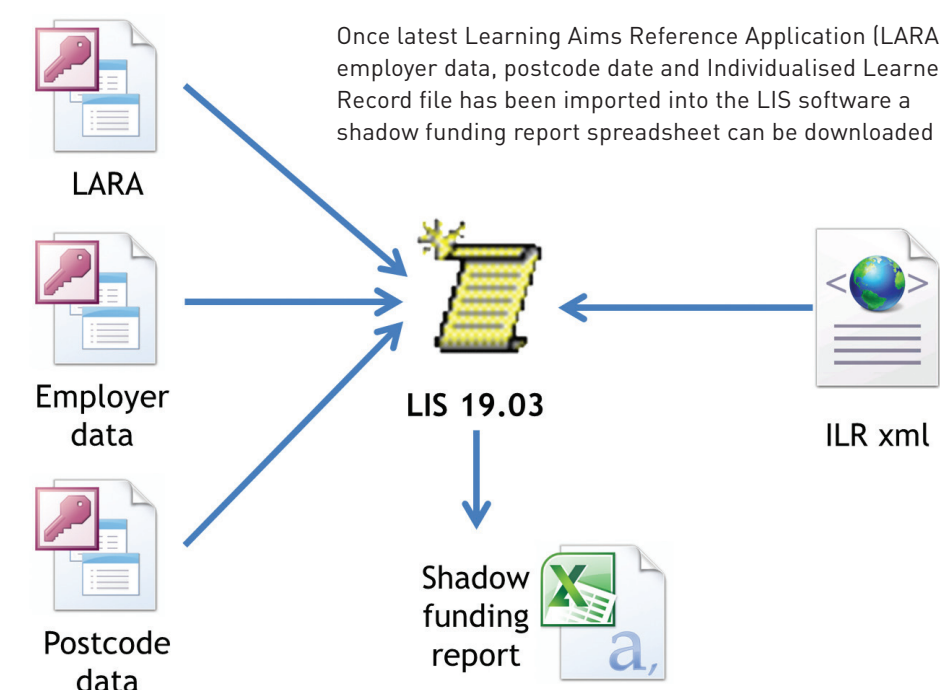 Once latest Learning Aims Reference Application (LARA
employer data, postcode date and Individualised Learne
Record file has been imported into the LIS software a
shadow funding report spreadsheet can be downloaded
LARA
Employer
data
Postcode
data
LIS 19.03
ILR xml
Shadow
funding
report
a,